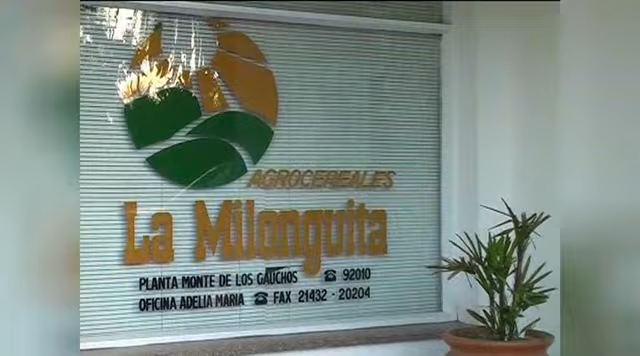 AGROCEREALES
La Milonguita
PLANTA MONTE DE LOS GAUCHOS ☎ 92010
OFICINA ADELIA MARIA ☎ FAX 21432 - 20204